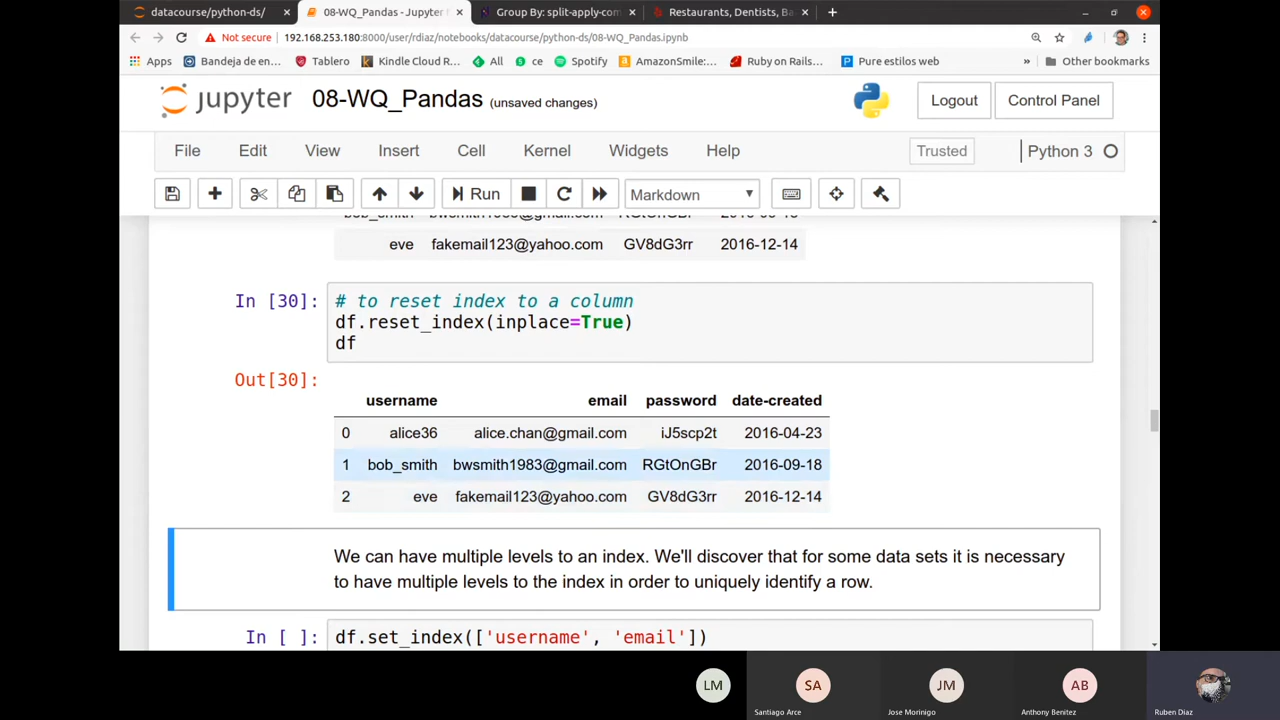 datacourse/python-ds/
08-WQ_Pandas - Jupyter
Group By: split-apply-com
Restaurants, Dentists, Ba
Not secure | 192.168.253.180:8000/user/rdiaz/notebooks/datacourse/python-ds/08-WQ_Pandas.ipynb
Apps Bandeja de en... Tablero Kindle Cloud R... All ce Spotify AmazonSmile:... Ruby on Rails... Pure estilos web » Other bookmarks
jupyter 08-WQ_Pandas (unsaved changes) Logout Control Panel
File Edit View Insert Cell Kernel Widgets Help Trusted Python 3
Run Markdown
eve fakemail123@yahoo.com GV8dG3rr 2016-12-14
In [30]: # to reset index to a column
df.reset_index(inplace=True)
df
Out[30]:
username email password date-created
0 alice36 alice.chan@gmail.com iJ5scp2t 2016-04-23
1 bob_smith bwsmith1983@gmail.com RGtOnGBr 2016-09-18
2 eve fakemail123@yahoo.com GV8dG3rr 2016-12-14
We can have multiple levels to an index. We'll discover that for some data sets it is necessary
to have multiple levels to the index in order to uniquely identify a row.
In [ ]: df.set_index(['username', 'email'])
LM SA JM AB
Santiago Arce Jose Morinigo Anthony Benitez Ruben Diaz